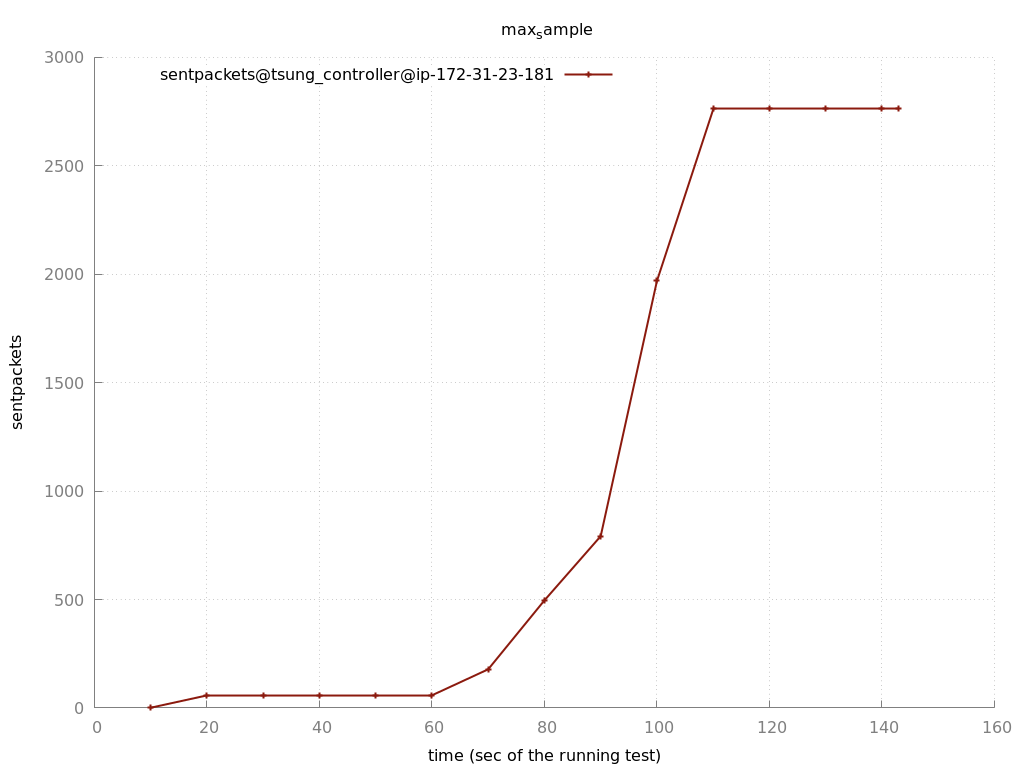 max_sample
sentpackets@tsung_controller@ip-172-31-23-181
3000
2500
2000
1500
1000
500
0
sentpackets
0 20 40 60 80 100 120 140 160
time (sec of the running test)